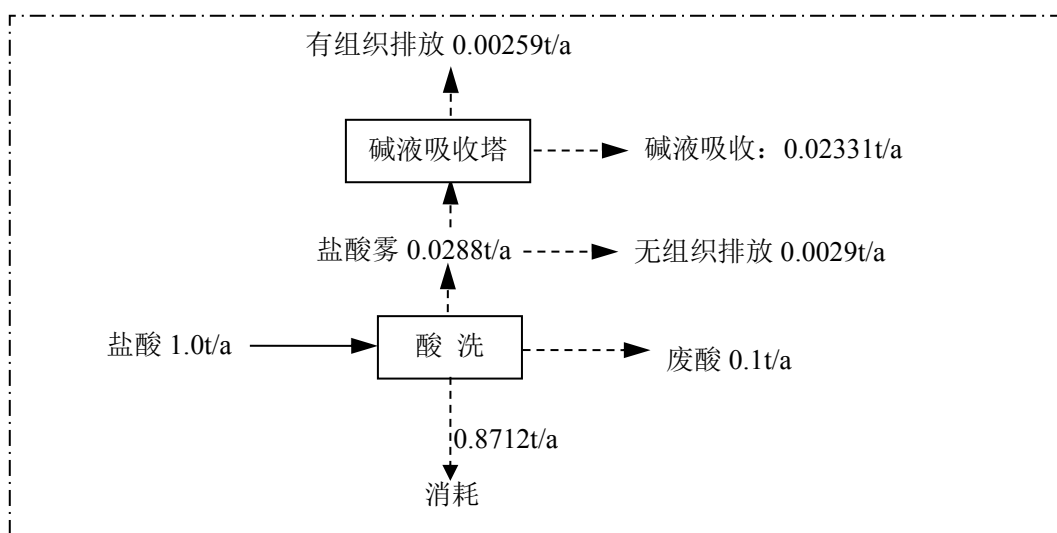 有组织排放 0.00259t/a
碱液吸收塔
碱液吸收：0.02331t/a
盐酸雾 0.0288t/a
无组织排放 0.0029t/a
盐酸 1.0t/a
酸 洗
废酸 0.1t/a
0.8712t/a
消耗